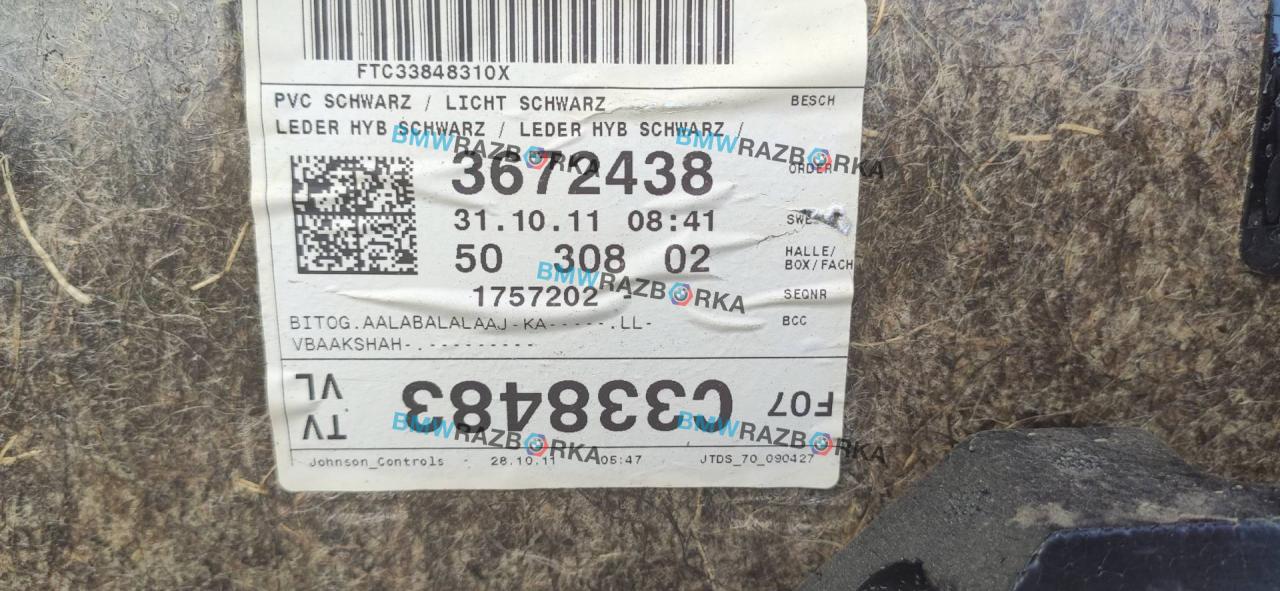 FTC33848310X
PVC SCHWARZ / LICHT SCHWARZ BESCH
LEDER HYB SCHWARZ / LEDER HYB SCHWARZ /
3672438 ORDER
31.10.11 08:41
50 308 02 HALLE/
BOX/FACH
1757202 - SEQNR
BITOG.AALABALALAAJ-KA------.LL- BCC
VBAAKSHAH-.----------
TV VL C338483 F07
Johnson_Controls - 28.10.11 05:47 JTDS_70_090427
BMWRAZBORKA
BMWRAZBORKA
BMWRAZBORKA
BMWRAZBORKA
BMWRAZBORKA